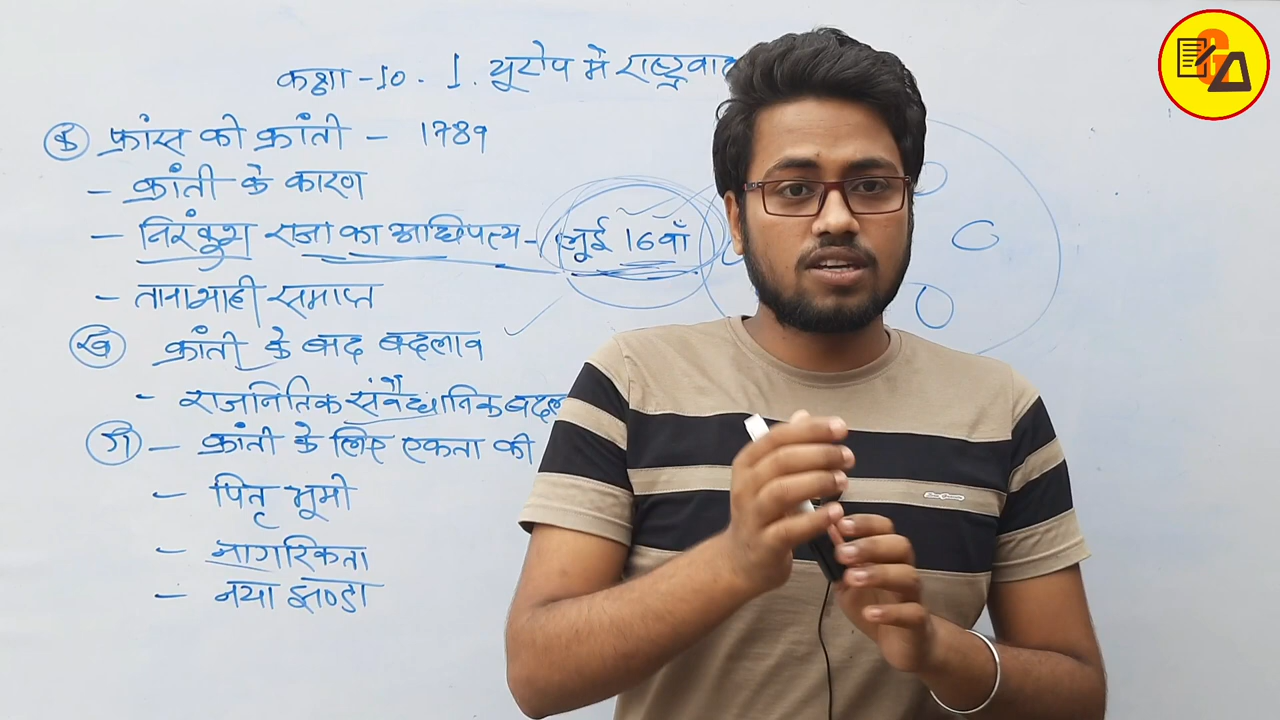 कक्षा - 10 . 1. यूरोप में राष्ट्रवाद
क फ्रांस की क्रांती - 1789
- क्रांती के कारण
- निरंकुश राजा का आधिपत्य - लुई 16वाँ
- तानाशाही समाप्त
ख क्रांती के बाद बदलाव
- राजनितिक संवैधानिक बदल
ग - क्रांती के लिए एकता की
- पितृ भूमी
- नागरिकता
- नया झण्डा